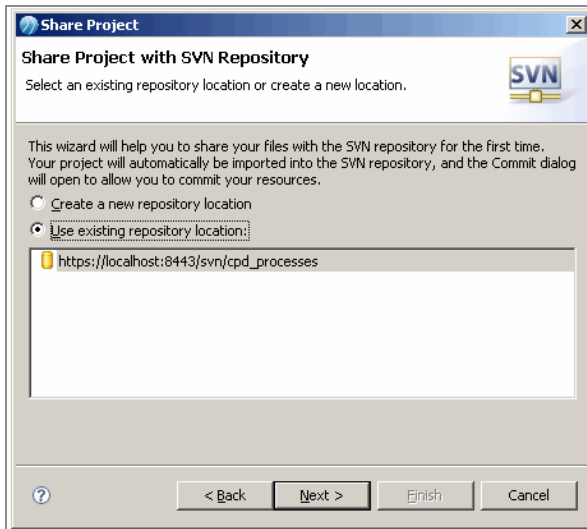 Share Project
Share Project with SVN Repository
Select an existing repository location or create a new location.
SVN
This wizard will help you to share your files with the SVN repository for the first time.
Your project will automatically be imported into the SVN repository, and the Commit dialog
will open to allow you to commit your resources.
Create a new repository location
Use existing repository location:
https://localhost:8443/svn/cpd_processes
?
< Back
Next >
Finish
Cancel